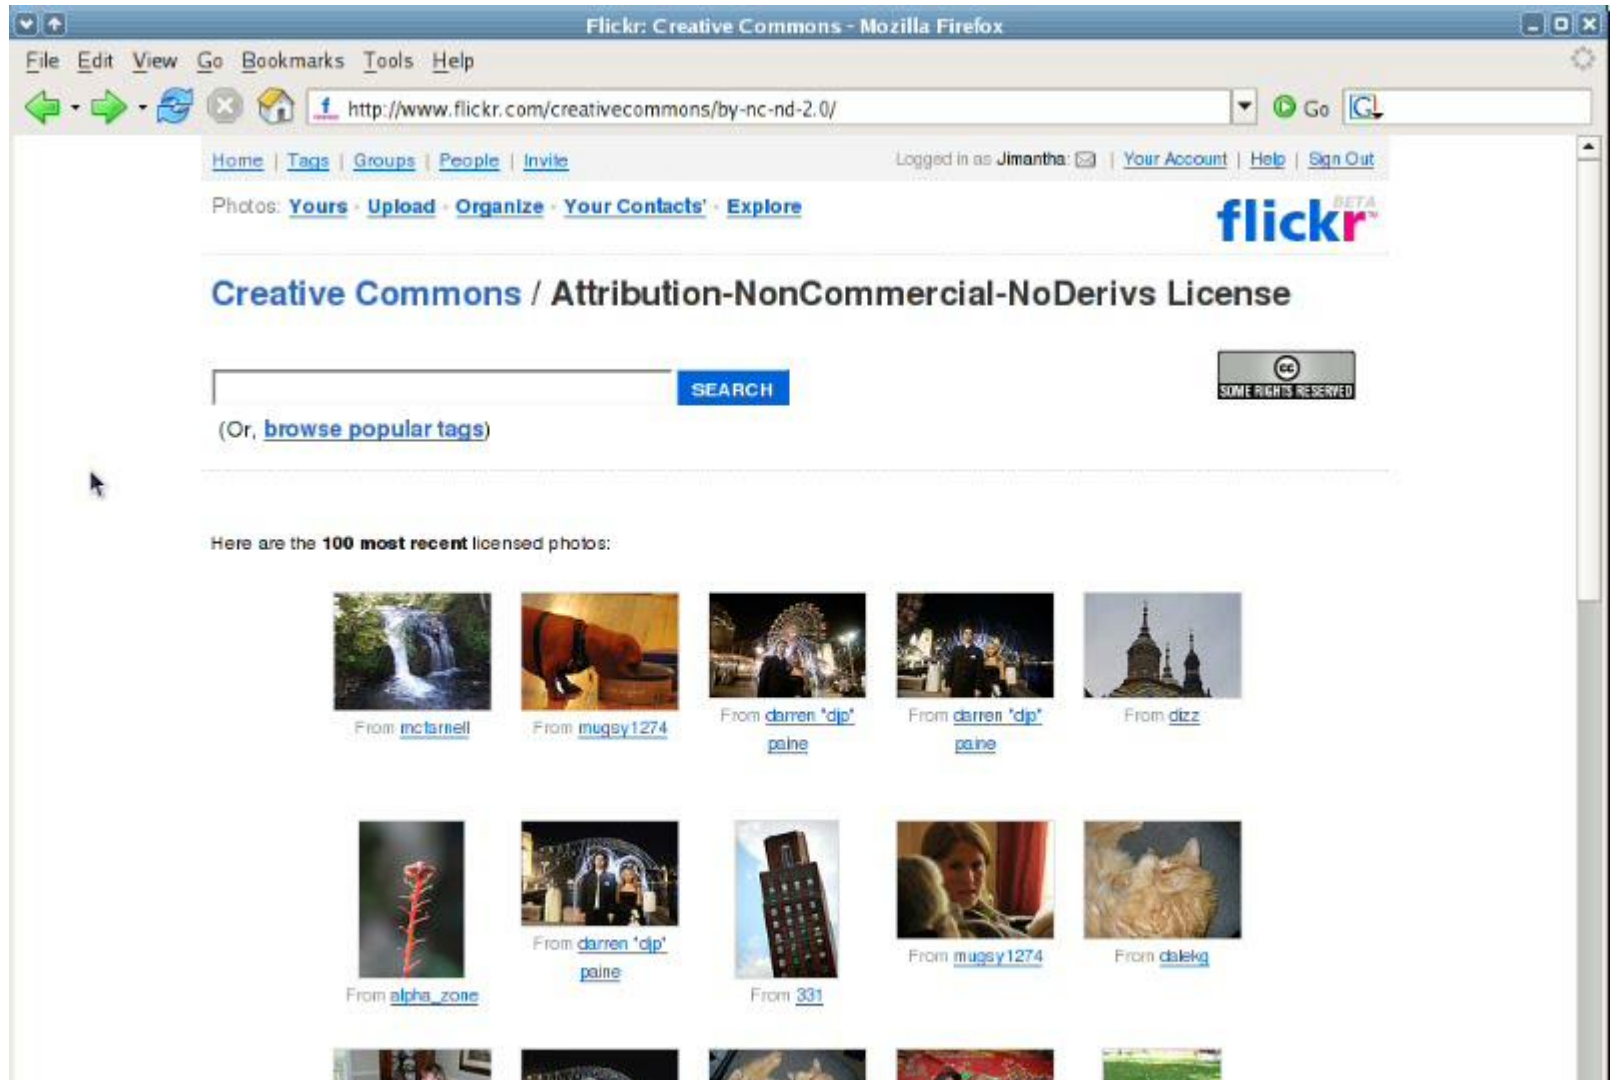 Flickr: Creative Commons - Mozilla Firefox
File Edit View Go Bookmarks Tools Help
http://www.flickr.com/creativecommons/by-nc-nd-2.0/ Go
Home | Tags | Groups | People | Invite Logged in as Jimantha: | Your Account | Help | Sign Out
Photos: Yours · Upload · Organize · Your Contacts' · Explore
flickr BETA
Creative Commons / Attribution-NonCommercial-NoDerivs License
cc
SEARCH SOME RIGHTS RESERVED
(Or, browse popular tags)
Here are the 100 most recent licensed photos:
From mugsy1274 From darren "djp" paine From darren "djp" paine From dizz
From alpha_zone From darren "djp" paine From 331 From mugsy1274 From dalekg